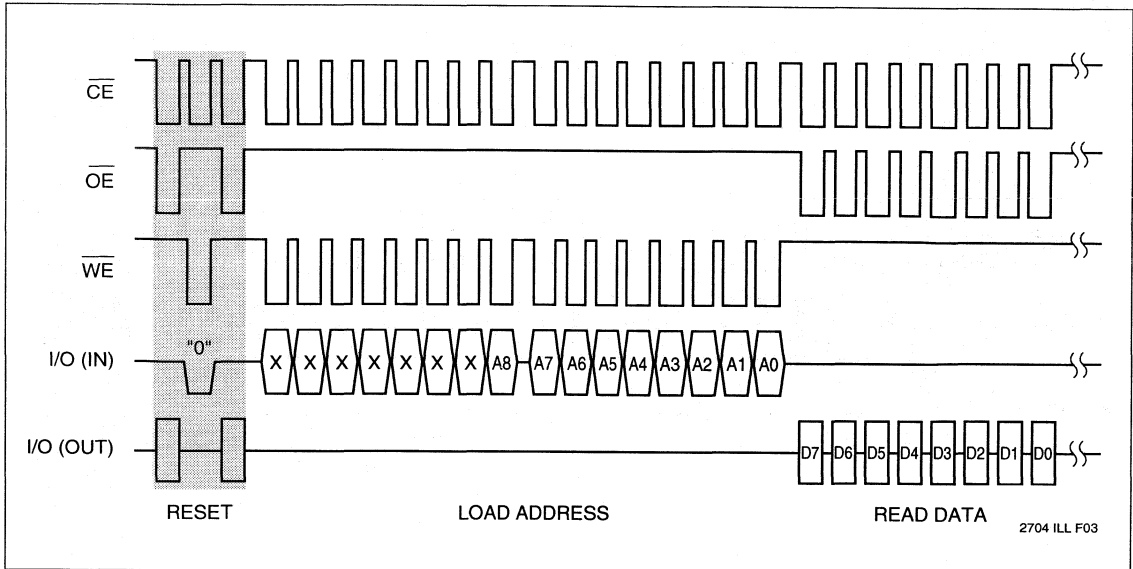 CE
OE
WE
I/O (IN) "0" X X X X X X X A8 A7 A6 A5 A4 A3 A2 A1 A0
I/O (OUT) D7 D6 D5 D4 D3 D2 D1 D0
RESET LOAD ADDRESS READ DATA
2704 ILL F03